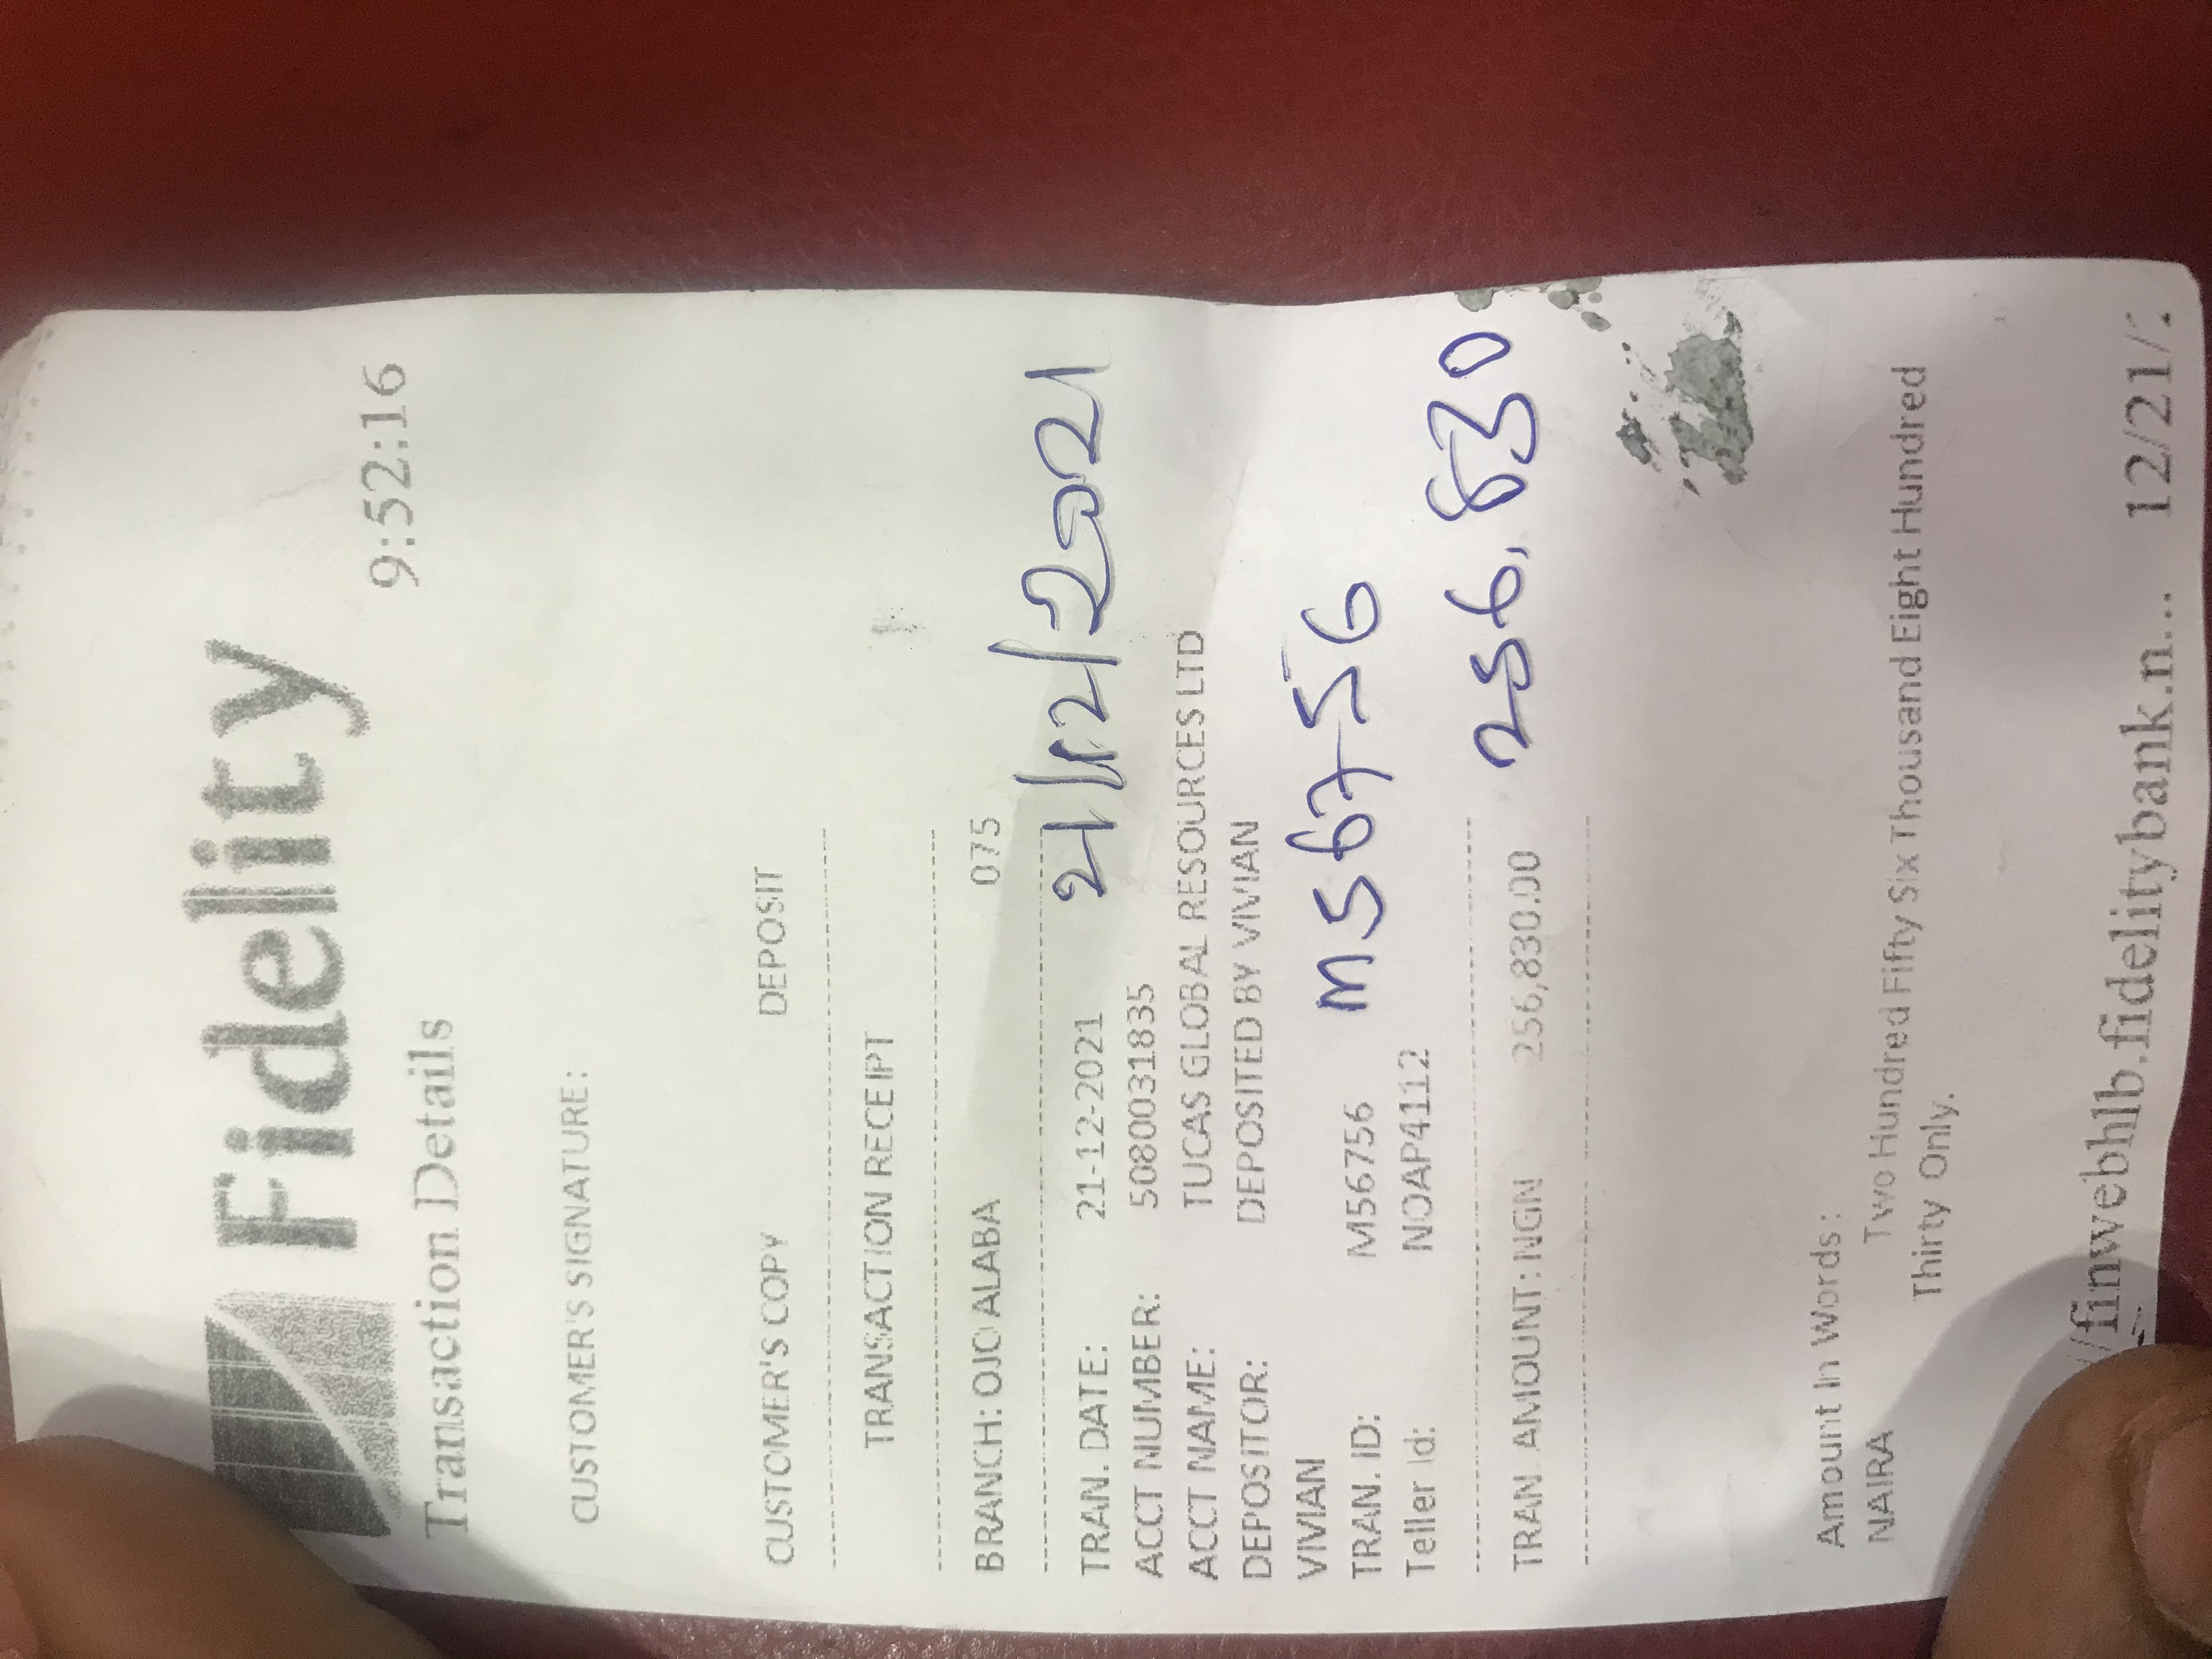 Fidelity
Transaction Details 9:52:16
CUSTOMER'S SIGNATURE:
CUSTOMER'S COPY DEPOSIT
TRANSACTION RECEIPT
BRANCH: OJO ALABA 075
21/12/2021
TRAN. DATE: 21-12-2021
ACCT NUMBER: 5080031835
ACCT NAME: TUCAS GLOBAL RESOURCES LTD
DEPOSITOR: DEPOSITED BY VIVIAN
VIVIAN
M56756
TRAN. ID: M566756
Teller Id: NOAP4112
256,830
TRAN. AMOUNT: NGN 256,830.00
Amount In Words:
NAIRA Two Hundred Fifty Six Thousand Eight Hundred
Thirty Only.
//finwebhlb.fidelitybank.n... 12/21/2